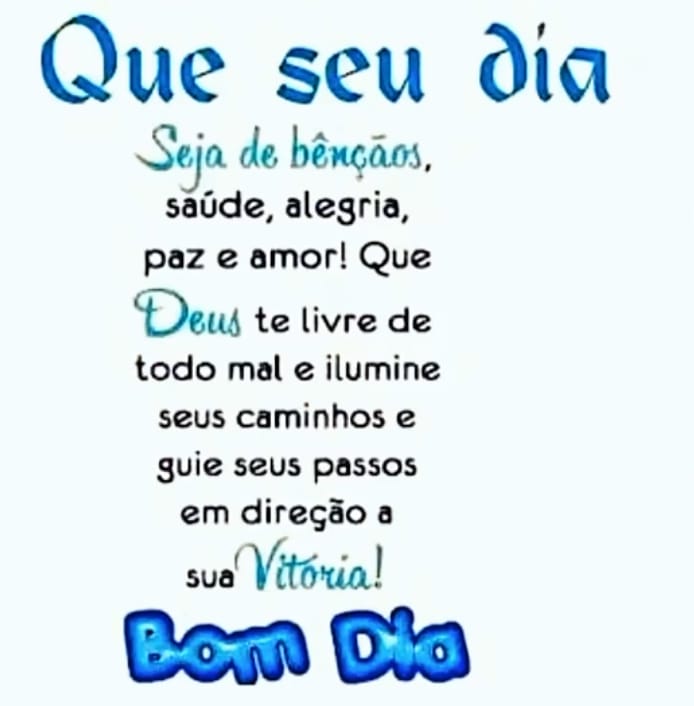 Que seu dia
Seja de bênçãos,
saúde, alegria,
paz e amor! Que
Deus te livre de
todo mal e ilumine
seus caminhos e
guie seus passos
em direção a
sua Vitória!
Bom Dia